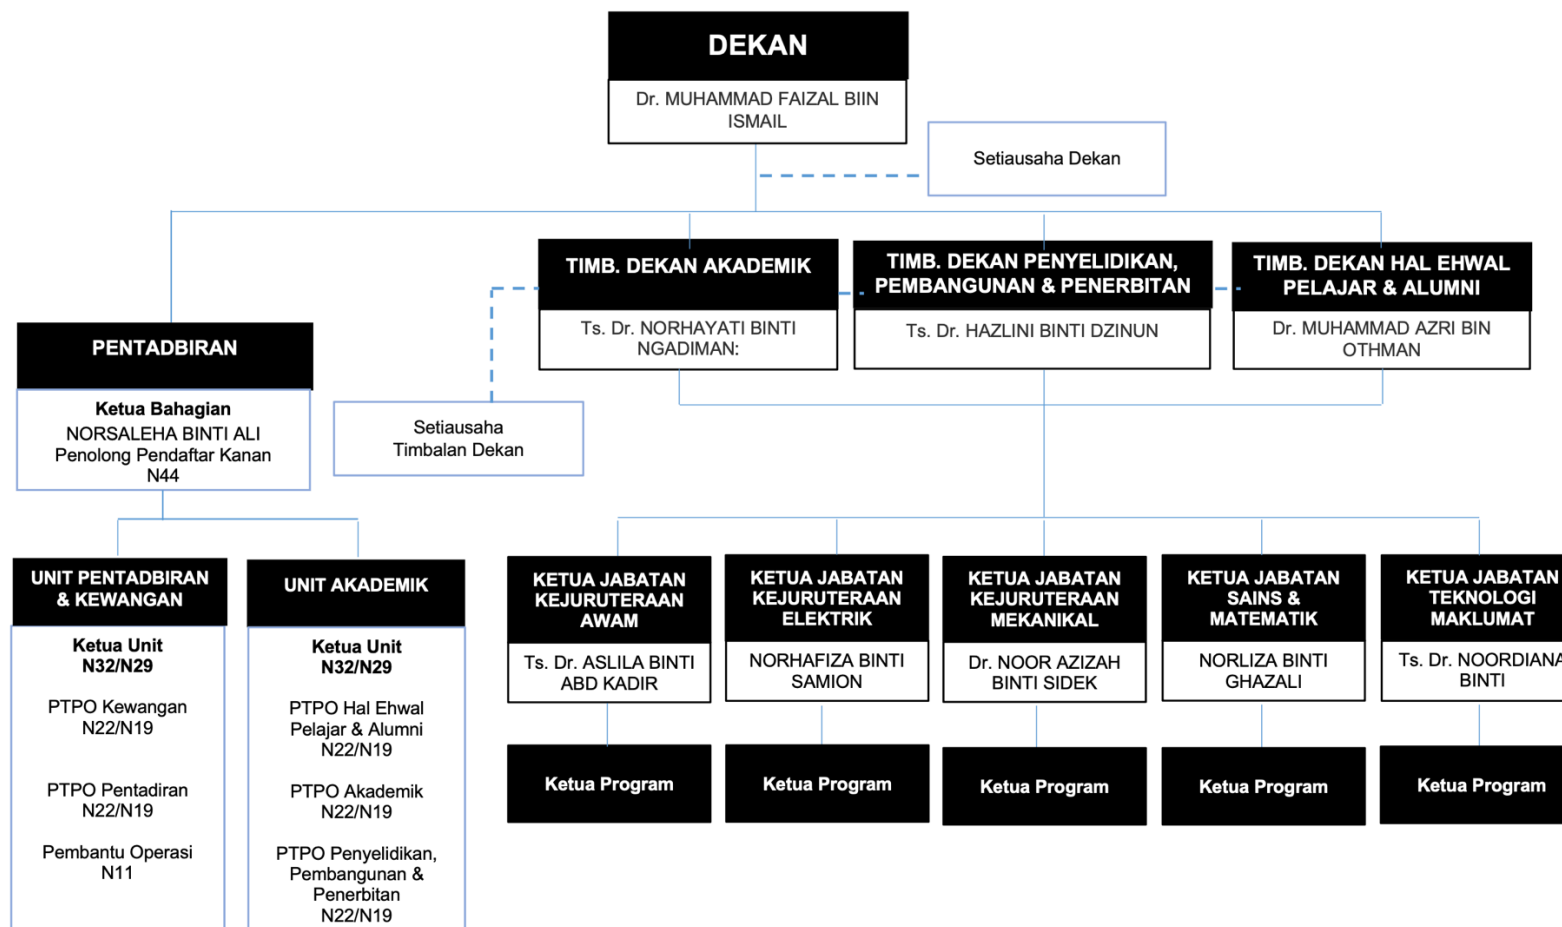 DEKAN
Dr. MUHAMMAD FAIZAL BIIN
ISMAIL
Setiausaha Dekan
TIMB. DEKAN AKADEMIK
Ts. Dr. NORHAYATI BINTI
NGADIMAN:
TIMB. DEKAN PENYELIDIKAN,
PEMBANGUNAN & PENERBITAN
Ts. Dr. HAZLINI BINTI DZINUN
TIMB. DEKAN HAL EHWAL
PELAJAR & ALUMNI
Dr. MUHAMMAD AZRI BIN
OTHMAN
PENTADBIRAN
Ketua Bahagian
NORSALEHA BINTI ALI
Penolong Pendaftar Kanan
N44
Setiausaha
Timbalan Dekan
UNIT PENTADBIRAN
& KEWANGAN
Ketua Unit
N32/N29
PTPO Kewangan
N22/N19
PTPO Pentadiran
N22/N19
Pembantu Operasi
N11
UNIT AKADEMIK
Ketua Unit
N32/N29
PTPO Hal Ehwal
Pelajar & Alumni
N22/N19
PTPO Akademik
N22/N19
PTPO Penyelidikan,
Pembangunan &
Penerbitan
N22/N19
KETUA JABATAN
KEJURUTERAAN
AWAM
Ts. Dr. ASLILA BINTI
ABD KADIR
Ketua Program
KETUA JABATAN
KEJURUTERAAN
ELEKTRIK
NORHAFIZA BINTI
SAMION
Ketua Program
KETUA JABATAN
KEJURUTERAAN
MEKANIKAL
Dr. NOOR AZIZAH
BINTI SIDEK
Ketua Program
KETUA JABATAN
SAINS &
MATEMATIK
NORLIZA BINTI
GHAZALI
Ketua Program
KETUA JABATAN
TEKNOLOGI
MAKLUMAT
Ts. Dr. NOORDIANA
BINTI
Ketua Program